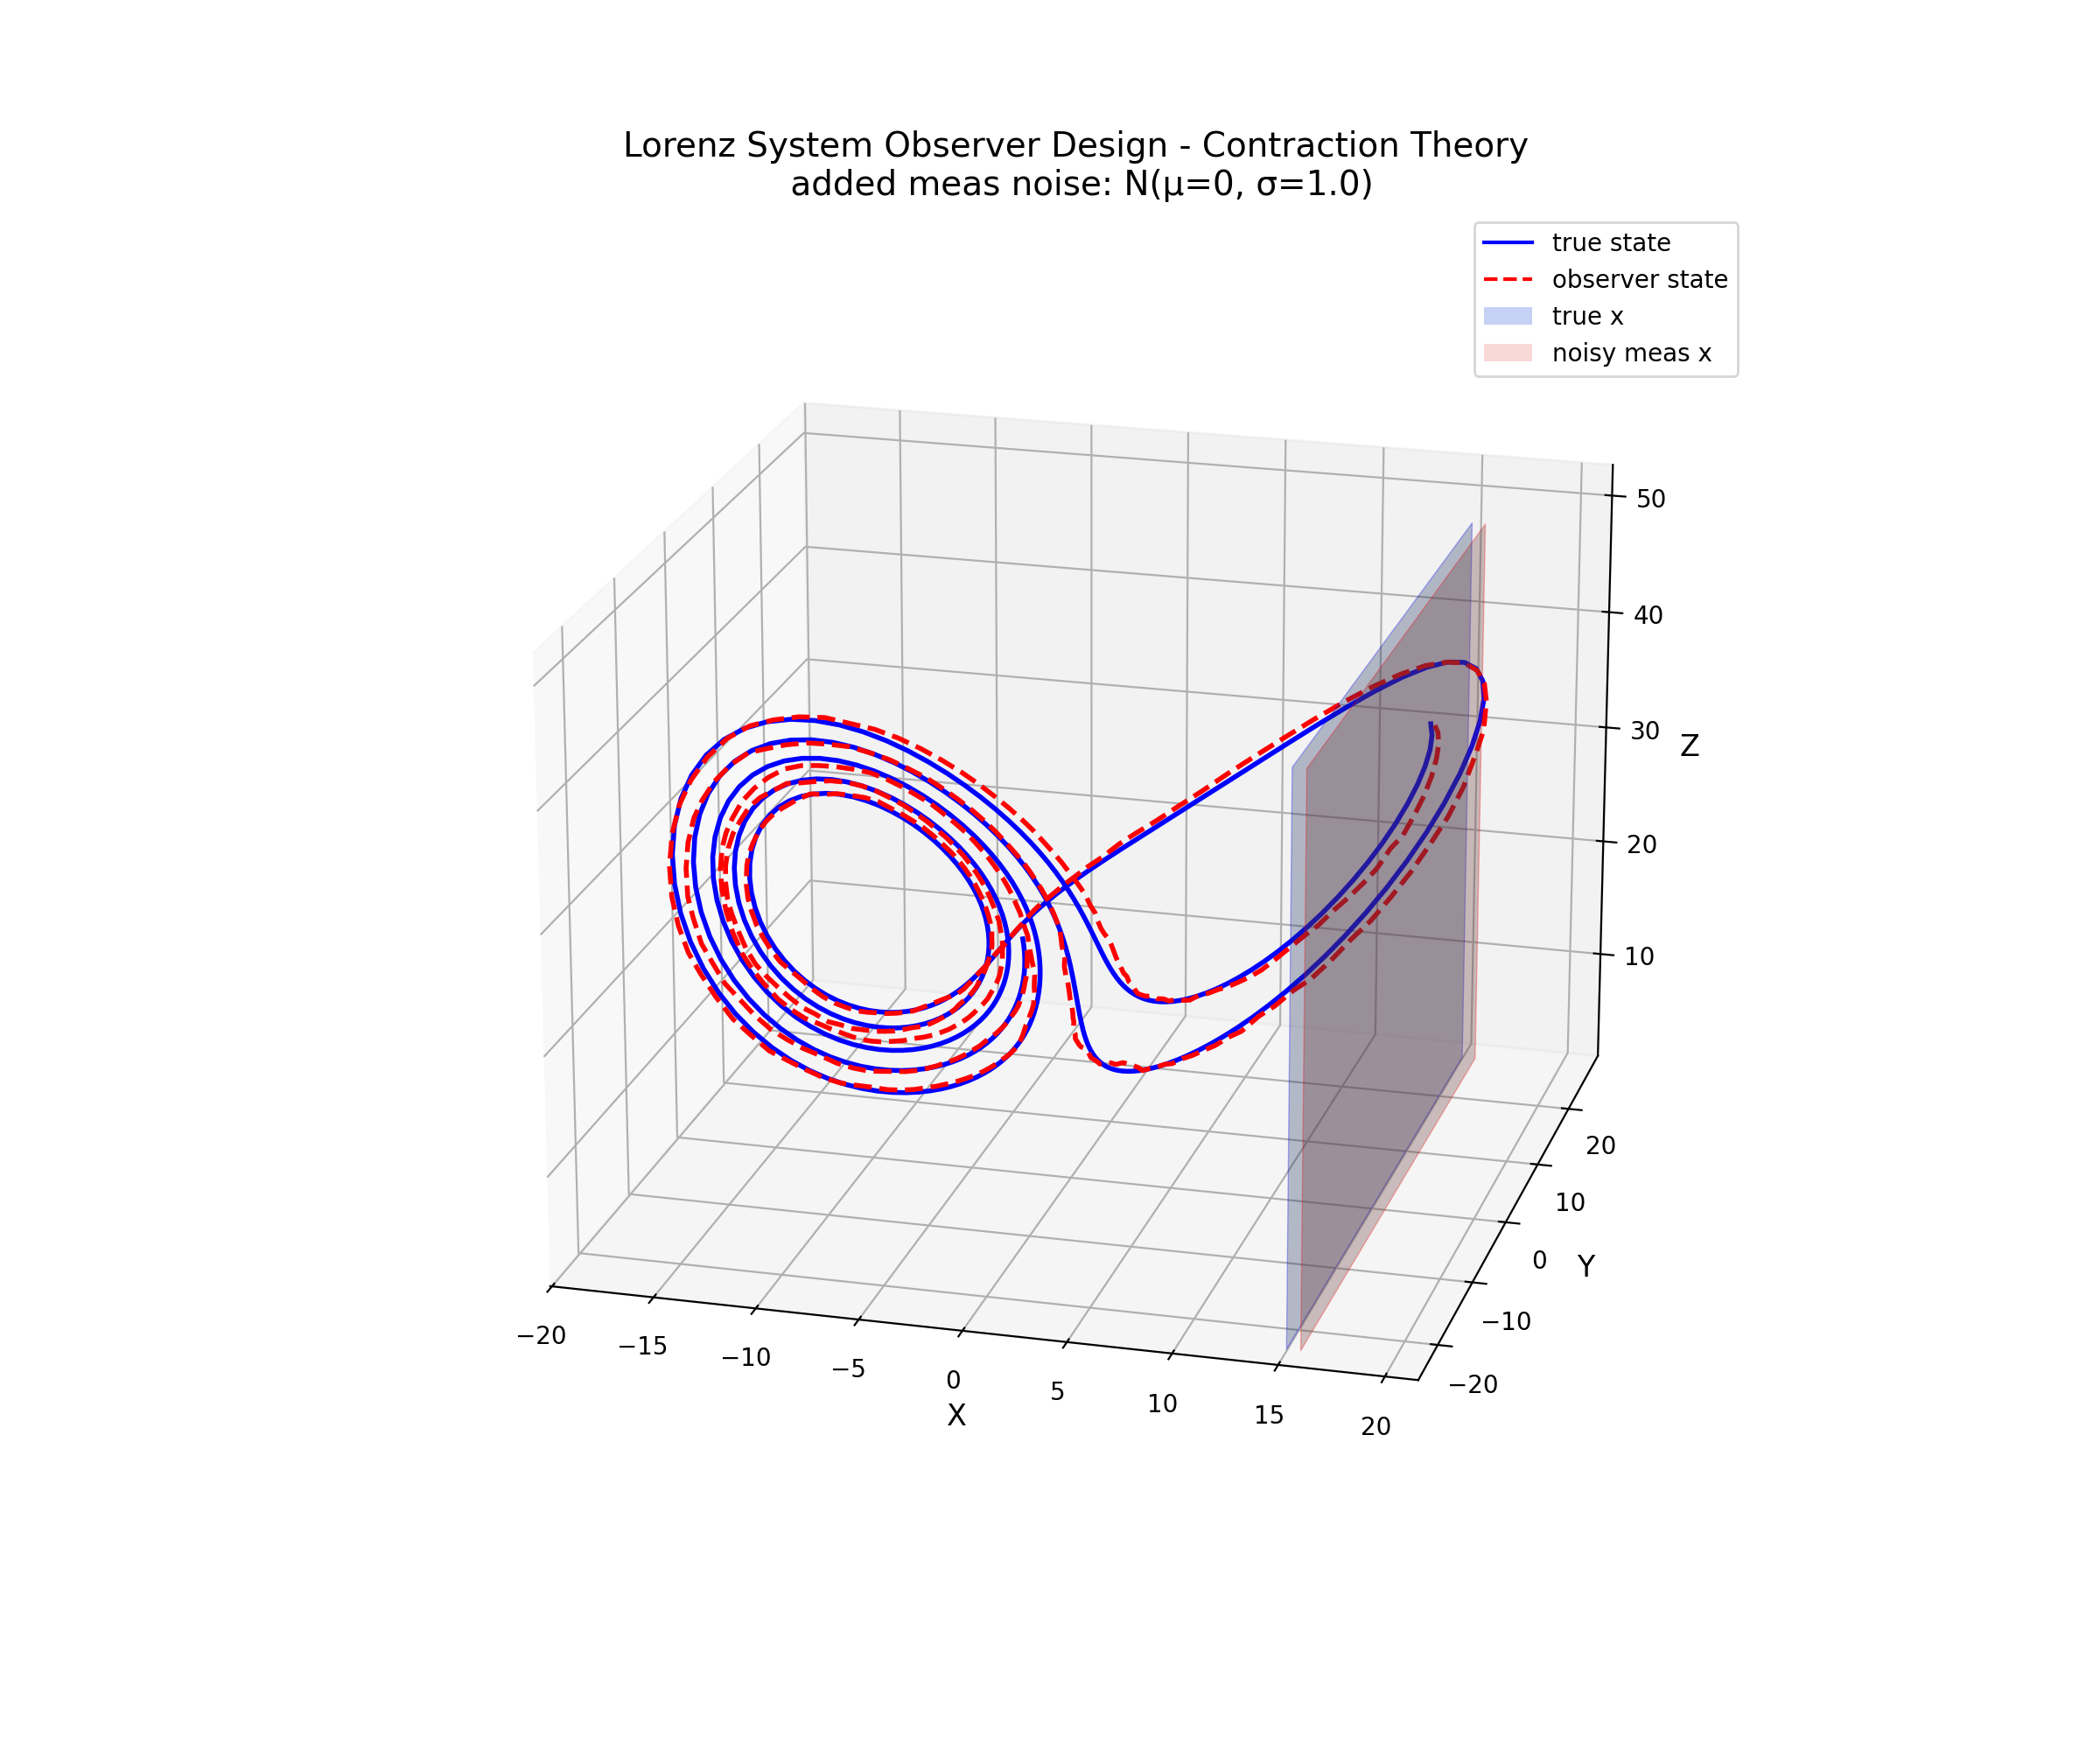 Lorenz System Observer Design - Contraction Theory
added meas noise: N(μ=0, σ=1.0)
true state
observer state
true x
noisy meas x
50
40
30
Z
20
10
20
10
0
Y
−10
−20
−20
−15
−10
−5
0
5
10
15
20
X